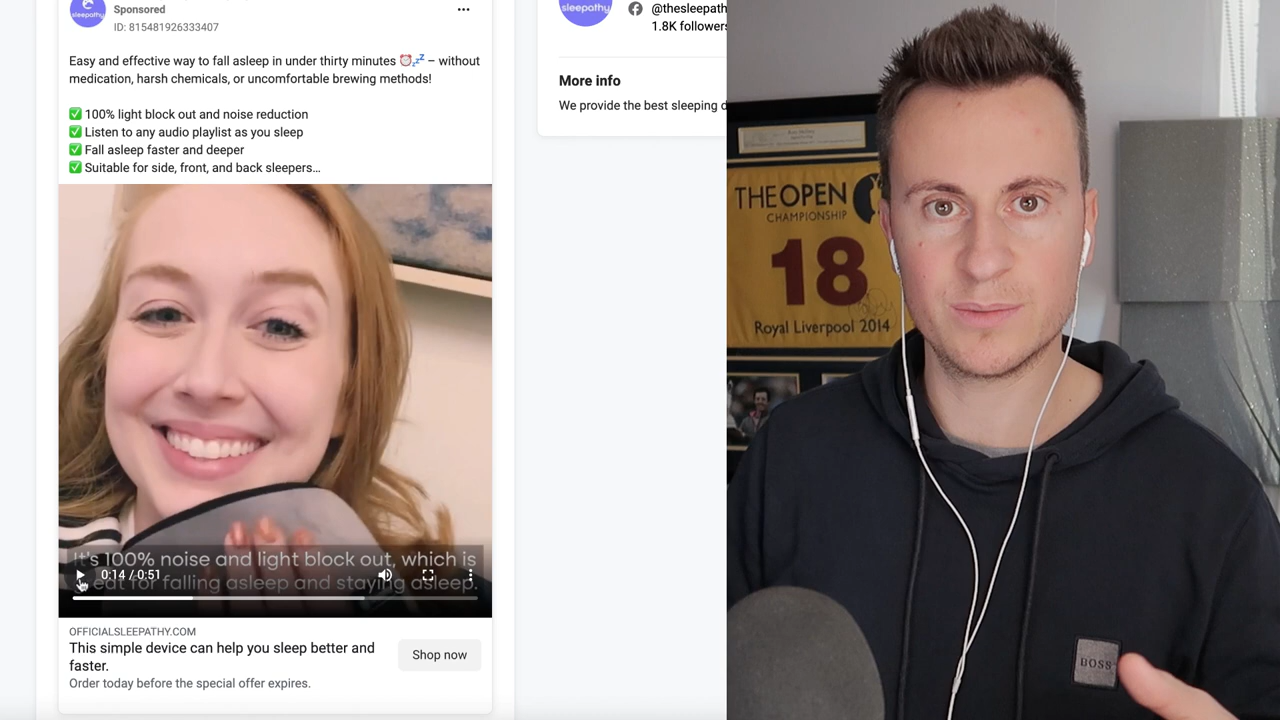 sleepathy
Sponsored
ID: 815481926333407
Easy and effective way to fall asleep in under thirty minutes ⏰💤 – without
medication, harsh chemicals, or uncomfortable brewing methods!
✅ 100% light block out and noise reduction
✅ Listen to any audio playlist as you sleep
✅ Fall asleep faster and deeper
✅ Suitable for side, front, and back sleepers...
It's 100% noise and light block out, which is
eat for falling asleep and staying asleep.
0:14 / 0:51
OFFICIALSLEEPATHY.COM
This simple device can help you sleep better and
faster.
Order today before the special offer expires.
Shop now
sleepathy
@thesleepath
1.8K followers
More info
We provide the best sleeping d
THE OPEN
CHAMPIONSHIP
18
Royal Liverpool 2014
BOSS